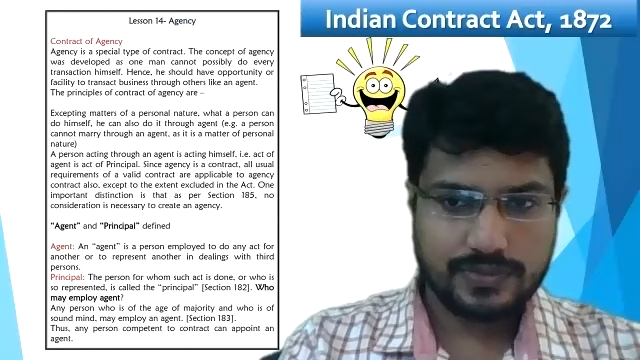 Lesson 14- Agency
Indian Contract Act, 1872
Contract of Agency
Agency is a special type of contract. The concept of agency
was developed as one man cannot possibly do every
transaction himself. Hence, he should have opportunity or
facility to transact business through others like an agent.
The principles of contract of agency are –
Excepting matters of a personal nature, what a person can
do himself, he can also do it through agent (e.g. a person
cannot marry through an agent, as it is a matter of personal
nature)
A person acting through an agent is acting himself, i.e. act of
agent is act of Principal. Since agency is a contract, all usual
requirements of a valid contract are applicable to agency
contract also, except to the extent excluded in the Act. One
important distinction is that as per Section 185, no
consideration is necessary to create an agency.
"Agent" and "Principal" defined
Agent: An "agent" is a person employed to do any act for
another or to represent another in dealings with third
persons.
Principal: The person for whom such act is done, or who is
so represented, is called the "principal" [Section 182]. Who
may employ agent?
Any person who is of the age of majority and who is of
sound mind, may employ an agent. [Section 183].
Thus, any person competent to contract can appoint an
agent.